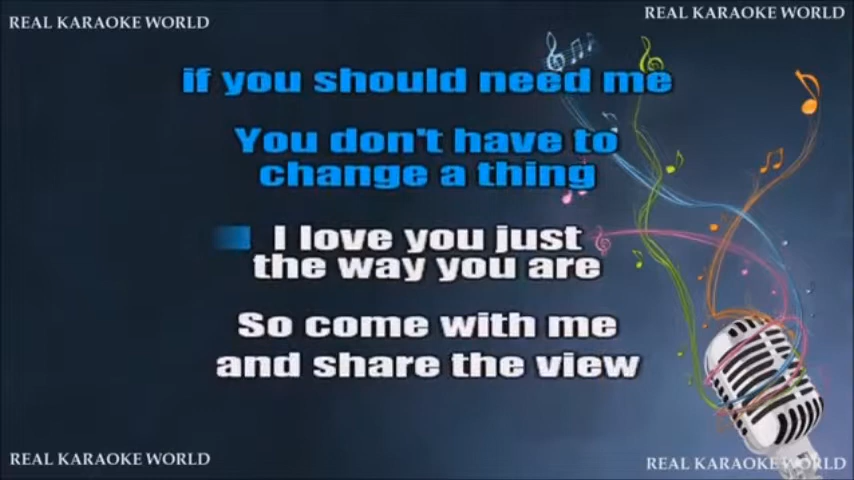 REAL KARAOKE WORLD
REAL KARAOKE WORLD
if you should need me
You don't have to
change a thing
I love you just
the way you are
So come with me
and share the view
REAL KARAOKE WORLD
REAL KARAOKE WORLD